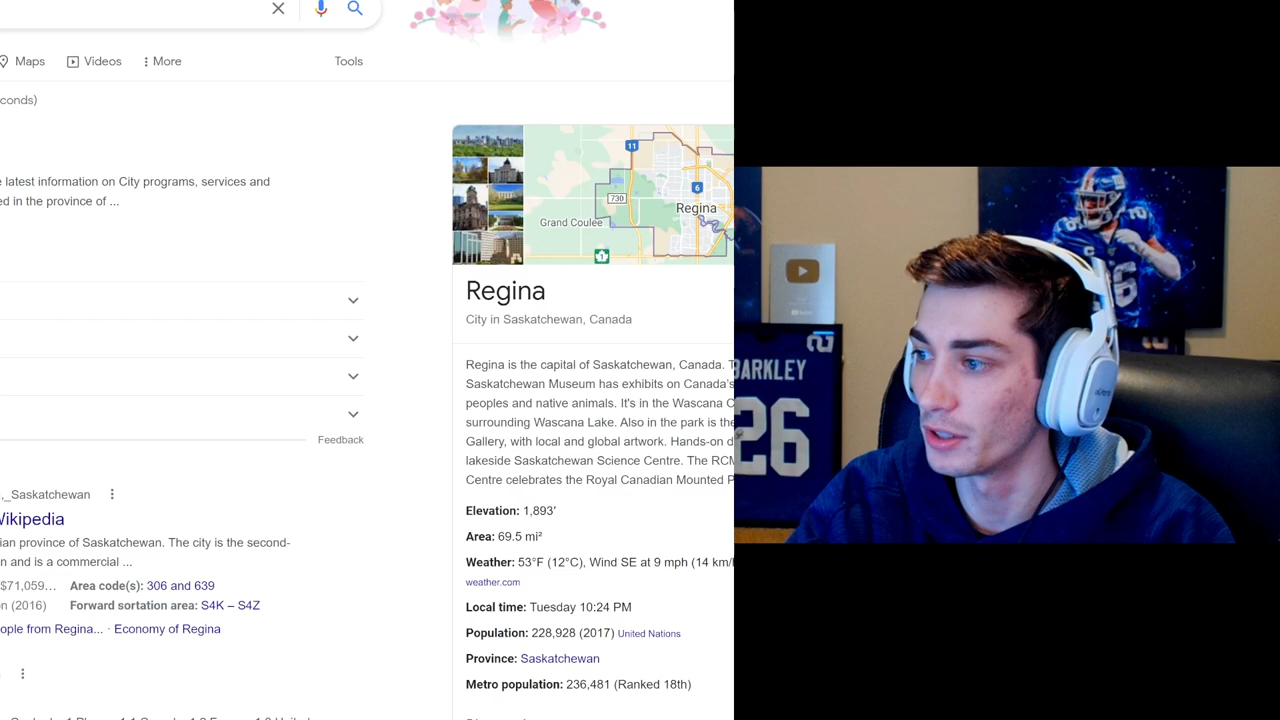 Maps
Videos
More
Tools
conds)
e latest information on City programs, services and
ed in the province of ...
11
730
6
Regina
Grand Coulee
1
Regina
City in Saskatchewan, Canada
Regina is the capital of Saskatchewan, Canada. T
Saskatchewan Museum has exhibits on Canada's
peoples and native animals. It's in the Wascana C
surrounding Wascana Lake. Also in the park is the
Gallery, with local and global artwork. Hands-on d
lakeside Saskatchewan Science Centre. The RCM
Centre celebrates the Royal Canadian Mounted P
Elevation: 1,893′
Area: 69.5 mi²
Weather: 53°F (12°C), Wind SE at 9 mph (14 km/
weather.com
Local time: Tuesday 10:24 PM
Population: 228,928 (2017) United Nations
Province: Saskatchewan
Metro population: 236,481 (Ranked 18th)
Feedback
,_Saskatchewan
Wikipedia
ian province of Saskatchewan. The city is the second-
n and is a commercial ...
$71,059... Area code(s): 306 and 639
n (2016) Forward sortation area: S4K – S4Z
ople from Regina... · Economy of Regina
BARKLEY
26
26